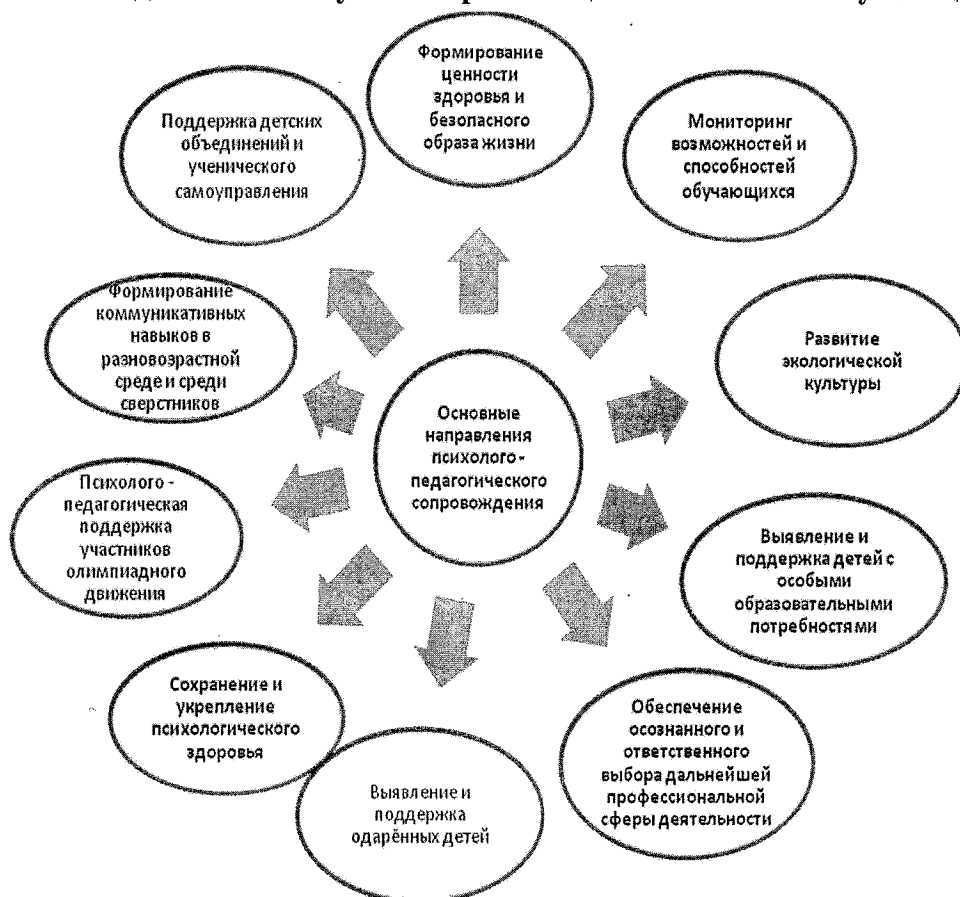 Формирование
ценности
здоровья и
безопасного
образа жизни
Мониторинг
возможностей и
способностей
обучающихся
Развитие
экологической
культуры
Выявление и
поддержка детей с
особыми
образовательными
потребностями
Обеспечение
осознанного и
ответственного
выбора дальнейшей
профессиональной
сферы деятельности
Выявление и
поддержка
одарённых детей
Сохранение и
укрепление
психологического
здоровья
Психолого -
педагогическая
поддержка
участников
олимпиадного
движения
Формирование
коммуникативных
навыков в
разновозрастной
среде и среди
сверстников
Поддержка детских
объединений и
ученического
самоуправления
Основные
направления
психолого -
педагогического
сопровождения